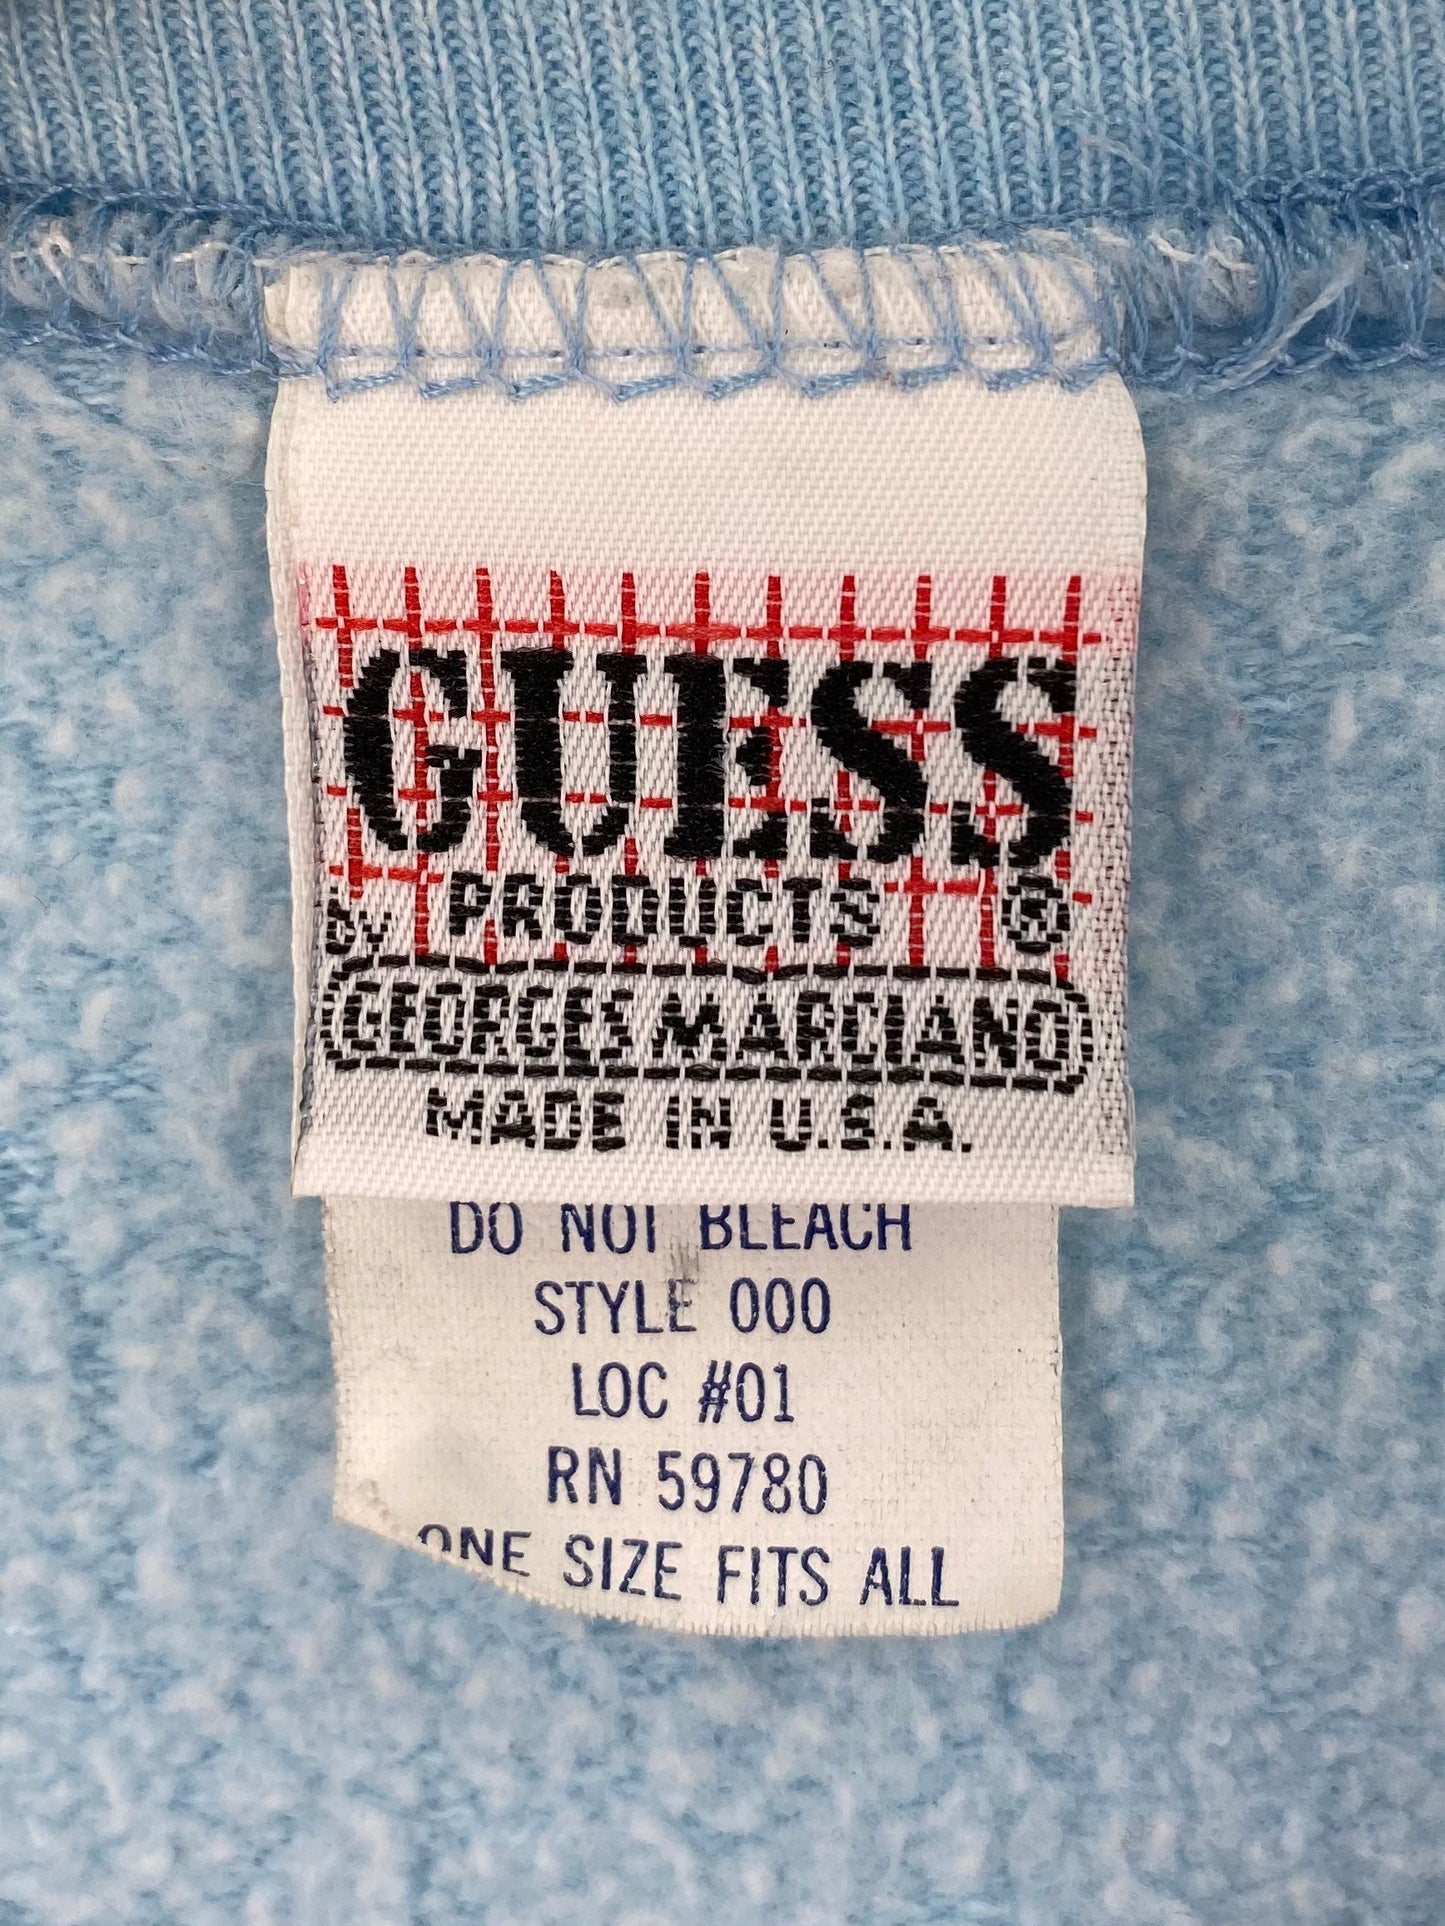 GUESS
PRODUCTS ®
BY
GEORGES MARCIANO
MADE IN U.S.A.
DO NOT BLEACH
STYLE 000
LOC #01
RN 59780
ONE SIZE FITS ALL